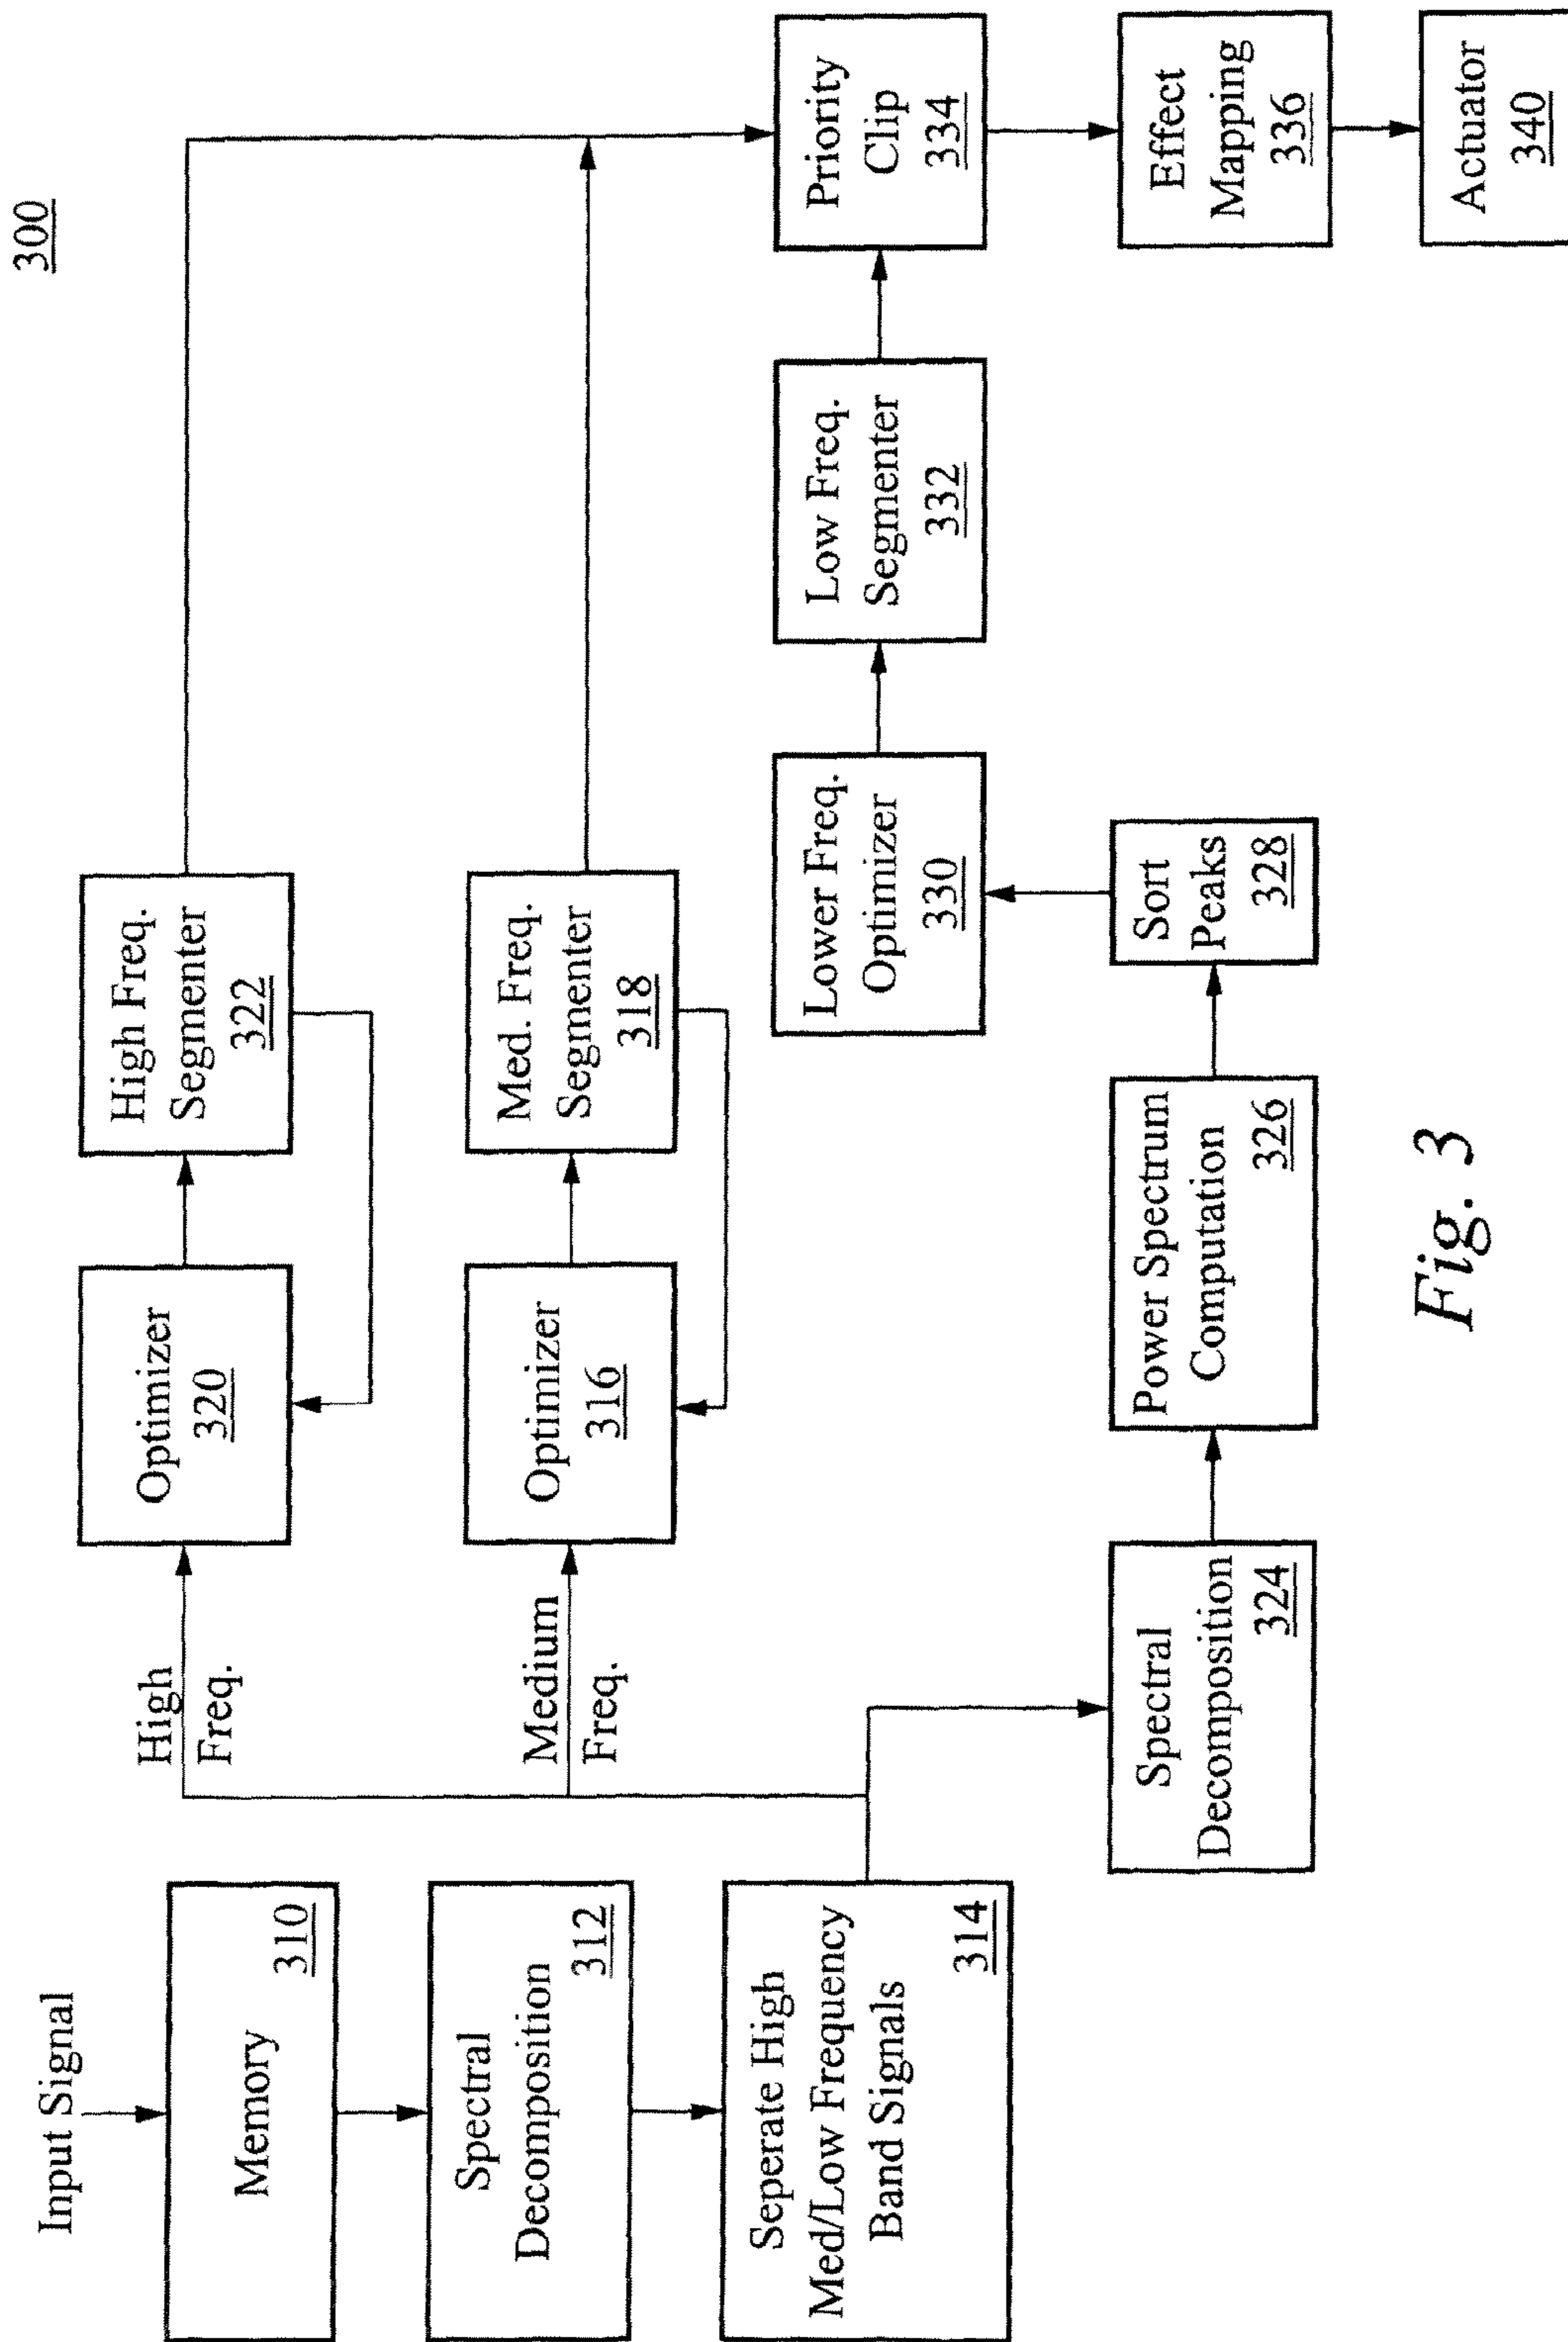 300
Input Signal
Memory
310
Spectral
Decomposition
312
Seperate High
Med/Low Frequency
Band Signals
314
High
Freq.
Optimizer
320
High Freq.
Segmenter
322
Medium
Freq.
Optimizer
316
Med. Freq.
Segmenter
318
Spectral
Decomposition
324
Power Spectrum
Computation
326
Sort
Peaks
328
Lower Freq.
Optimizer
330
Low Freq.
Segmenter
332
Priority
Clip
334
Effect
Mapping
336
Actuator
340
Fig. 3